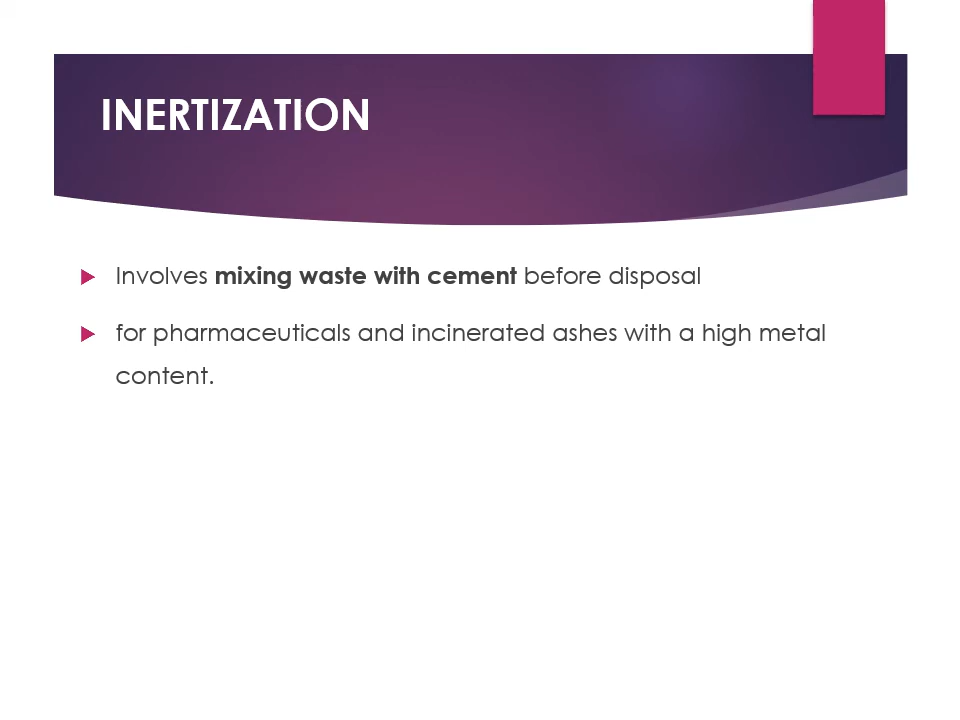 INERTIZATION
Involves mixing waste with cement before disposal
for pharmaceuticals and incinerated ashes with a high metal
content.